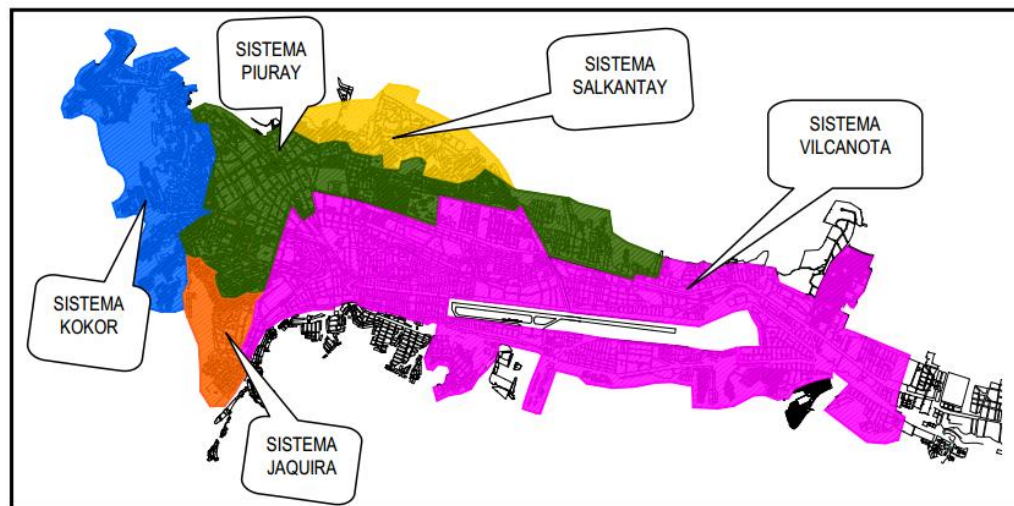 SISTEMA
PIURAY
SISTEMA
SALKANTAY
SISTEMA
VILCANOTA
SISTEMA
KOKOR
SISTEMA
JAQUIRA